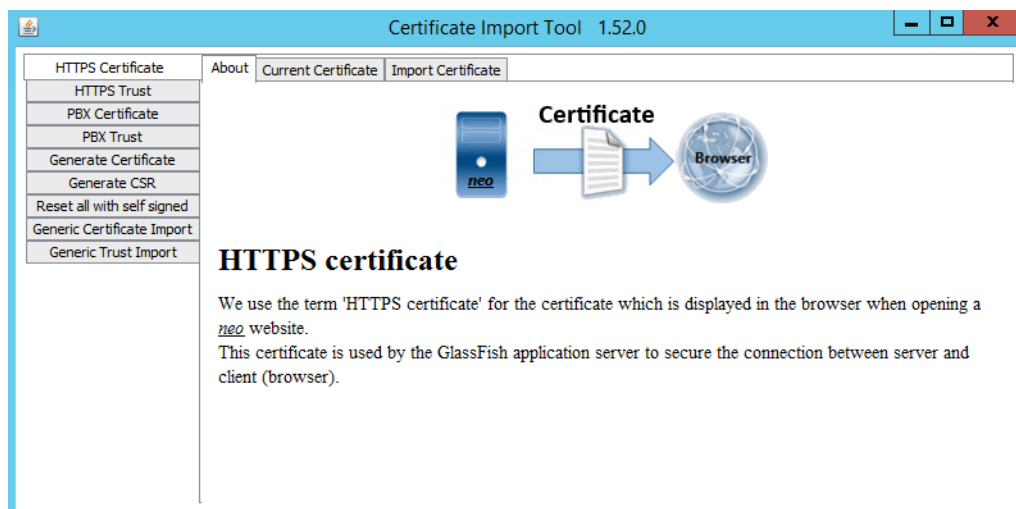 Certificate Import Tool 1.52.0
HTTPS Certificate
HTTPS Trust
PBX Certificate
PBX Trust
Generate Certificate
Generate CSR
Reset all with self signed
Generic Certificate Import
Generic Trust Import
About Current Certificate Import Certificate
Certificate
neo
Browser
HTTPS certificate
We use the term 'HTTPS certificate' for the certificate which is displayed in the browser when opening a
neo website.
This certificate is used by the GlassFish application server to secure the connection between server and
client (browser).